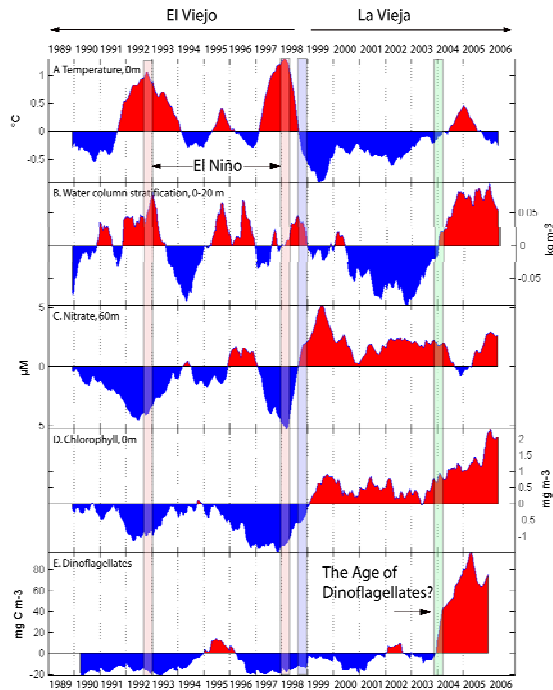 El Viejo La Vieja
1989 1990 1991 1992 1993 1994 1995 1996 1997 1998 1999 2000 2001 2002 2003 2004 2005 2006
A Temperature, 0m
1
0.5
0
-0.5
°C
El Niño
B. Water column stratification, 0-20 m
0.05
0
-0.05
kg m-3
C. Nitrate, 60m
5
0
5
µM
D. Chlorophyll, 0m
2
1.5
1
0.5
0
0.5
-1
mg m-3
E. Dinoflagellates
The Age of
Dinoflagellates?
80
60
40
20
0
-20
mg C m-3
1989 1990 1991 1992 1993 1994 1995 1996 1997 1998 1999 2000 2001 2002 2003 2004 2005 2006